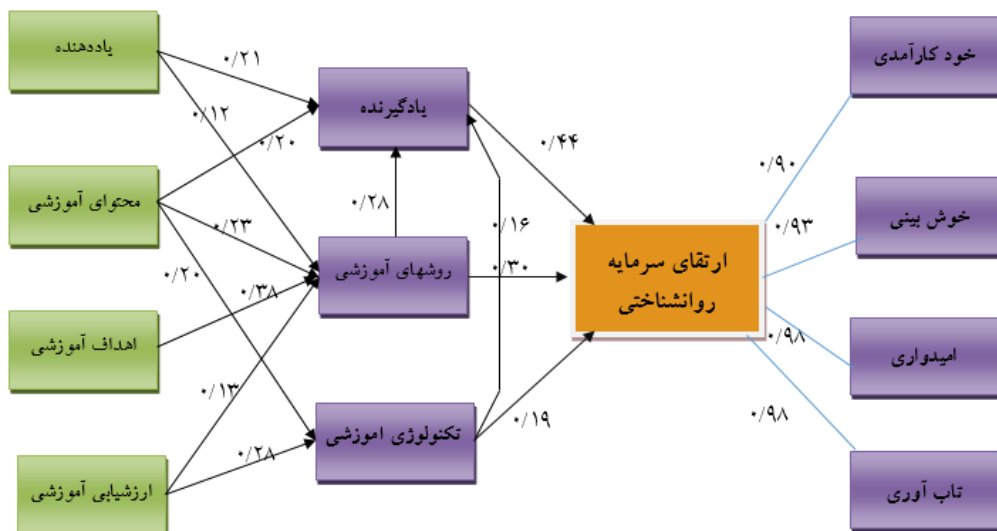 یاددهنده
محتوای آموزشی
اهداف آموزشی
ارزشیابی آموزشی
۰/۲۱
۰/۱۲
۰/۲۰
۰/۲۳
۰/۲۰
۰/۳۸
۰/۱۳
۰/۲۸
یادگیرنده
۰/۲۸
روشهای آموزشی
تکنولوژی اموزشی
۰/۴۴
۰/۱۶
۰/۳۰
۰/۱۹
ارتقای سرمایه
روانشناختی
۰/۹۰
۰/۹۳
۰/۹۸
۰/۹۸
خود کارآمدی
خوش بینی
امیدواری
تاب آوری